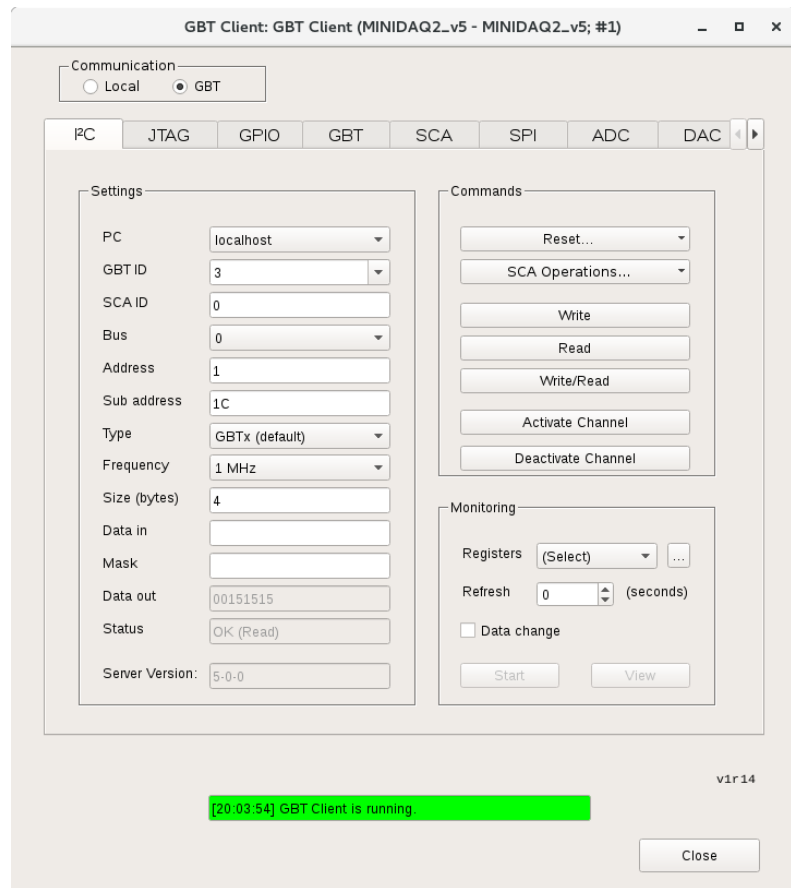 GBT Client: GBT Client (MINIDAQ2_v5 - MINIDAQ2_v5; #1)
Communication
Local GBT
I²C JTAG GPIO GBT SCA SPI ADC DAC
Settings
PC localhost
GBT ID 3
SCA ID 0
Bus 0
Address 1
Sub address 1C
Type GBTx (default)
Frequency 1 MHz
Size (bytes) 4
Data in
Mask
Data out 00151515
Status OK (Read)
Server Version: 5-0-0
Commands
Reset...
SCA Operations...
Write
Read
Write/Read
Activate Channel
Deactivate Channel
Monitoring
Registers (Select) ...
Refresh 0 (seconds)
Data change
Start View
v1r14
[20:03:54] GBT Client is running.
Close